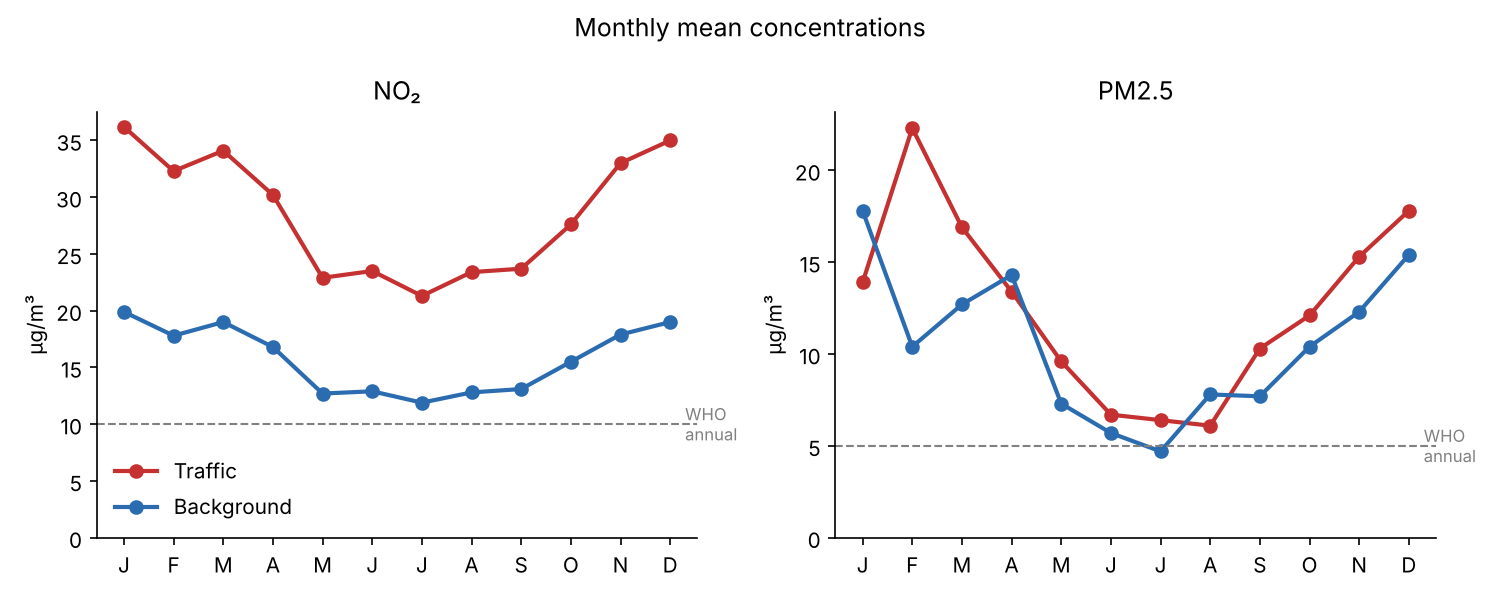 Monthly mean concentrations
NO₂
µg/m³
35
30
25
20
15
10
5
0
WHO
annual
Traffic
Background
J F M A M J J A S O N D
PM2.5
µg/m³
20
15
10
5
0
WHO
annual
J F M A M J J A S O N D